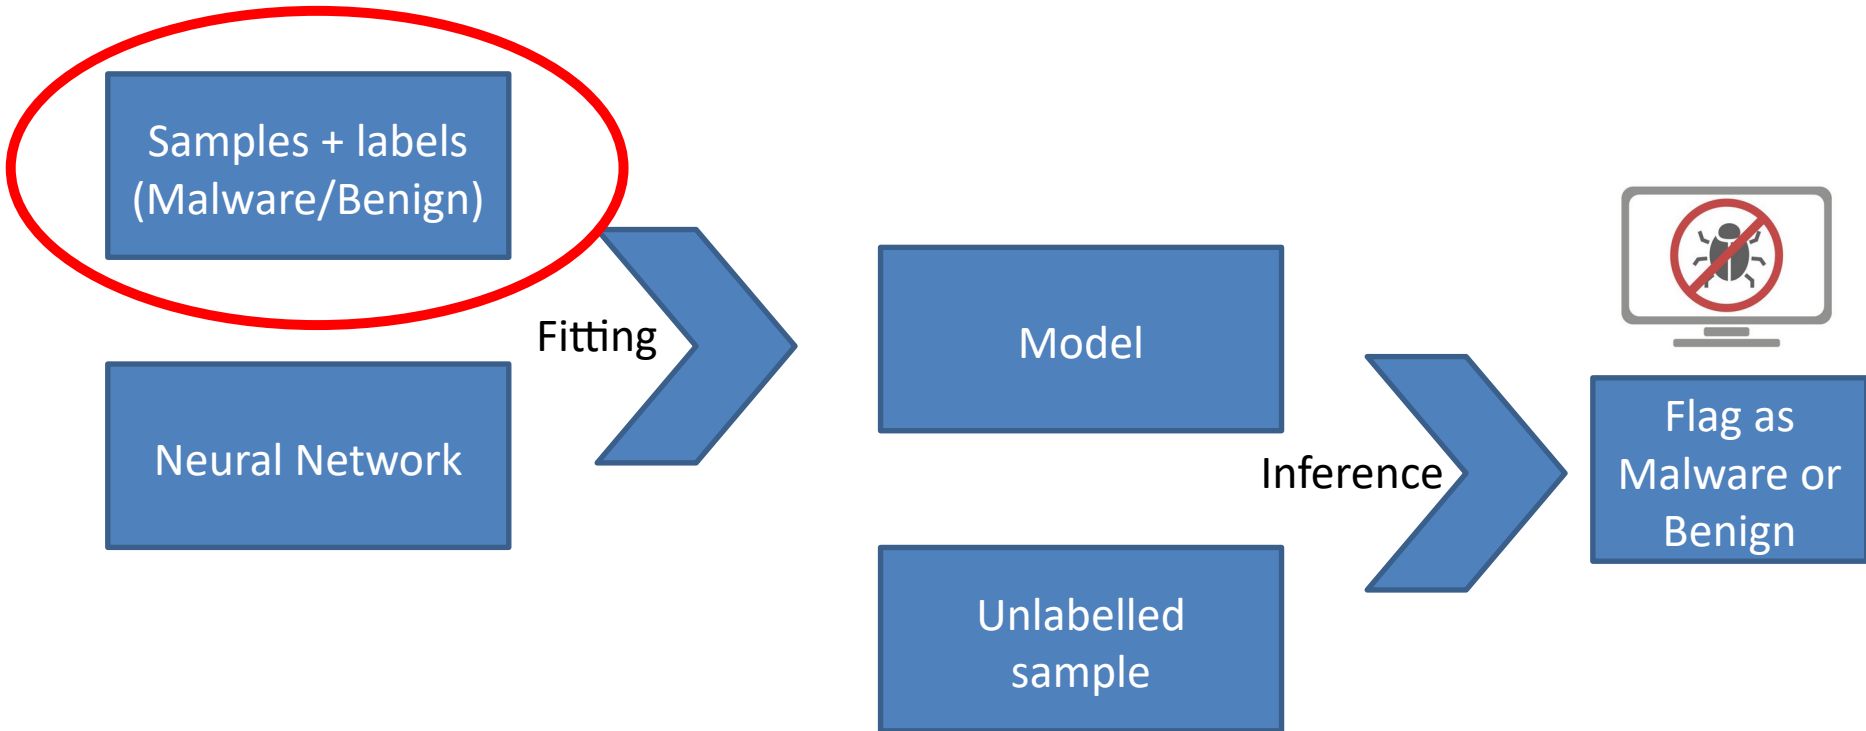 Samples + labels
(Malware/Benign)
Neural Network
Fitting
Model
Unlabelled
sample
Inference
Flag as
Malware or
Benign